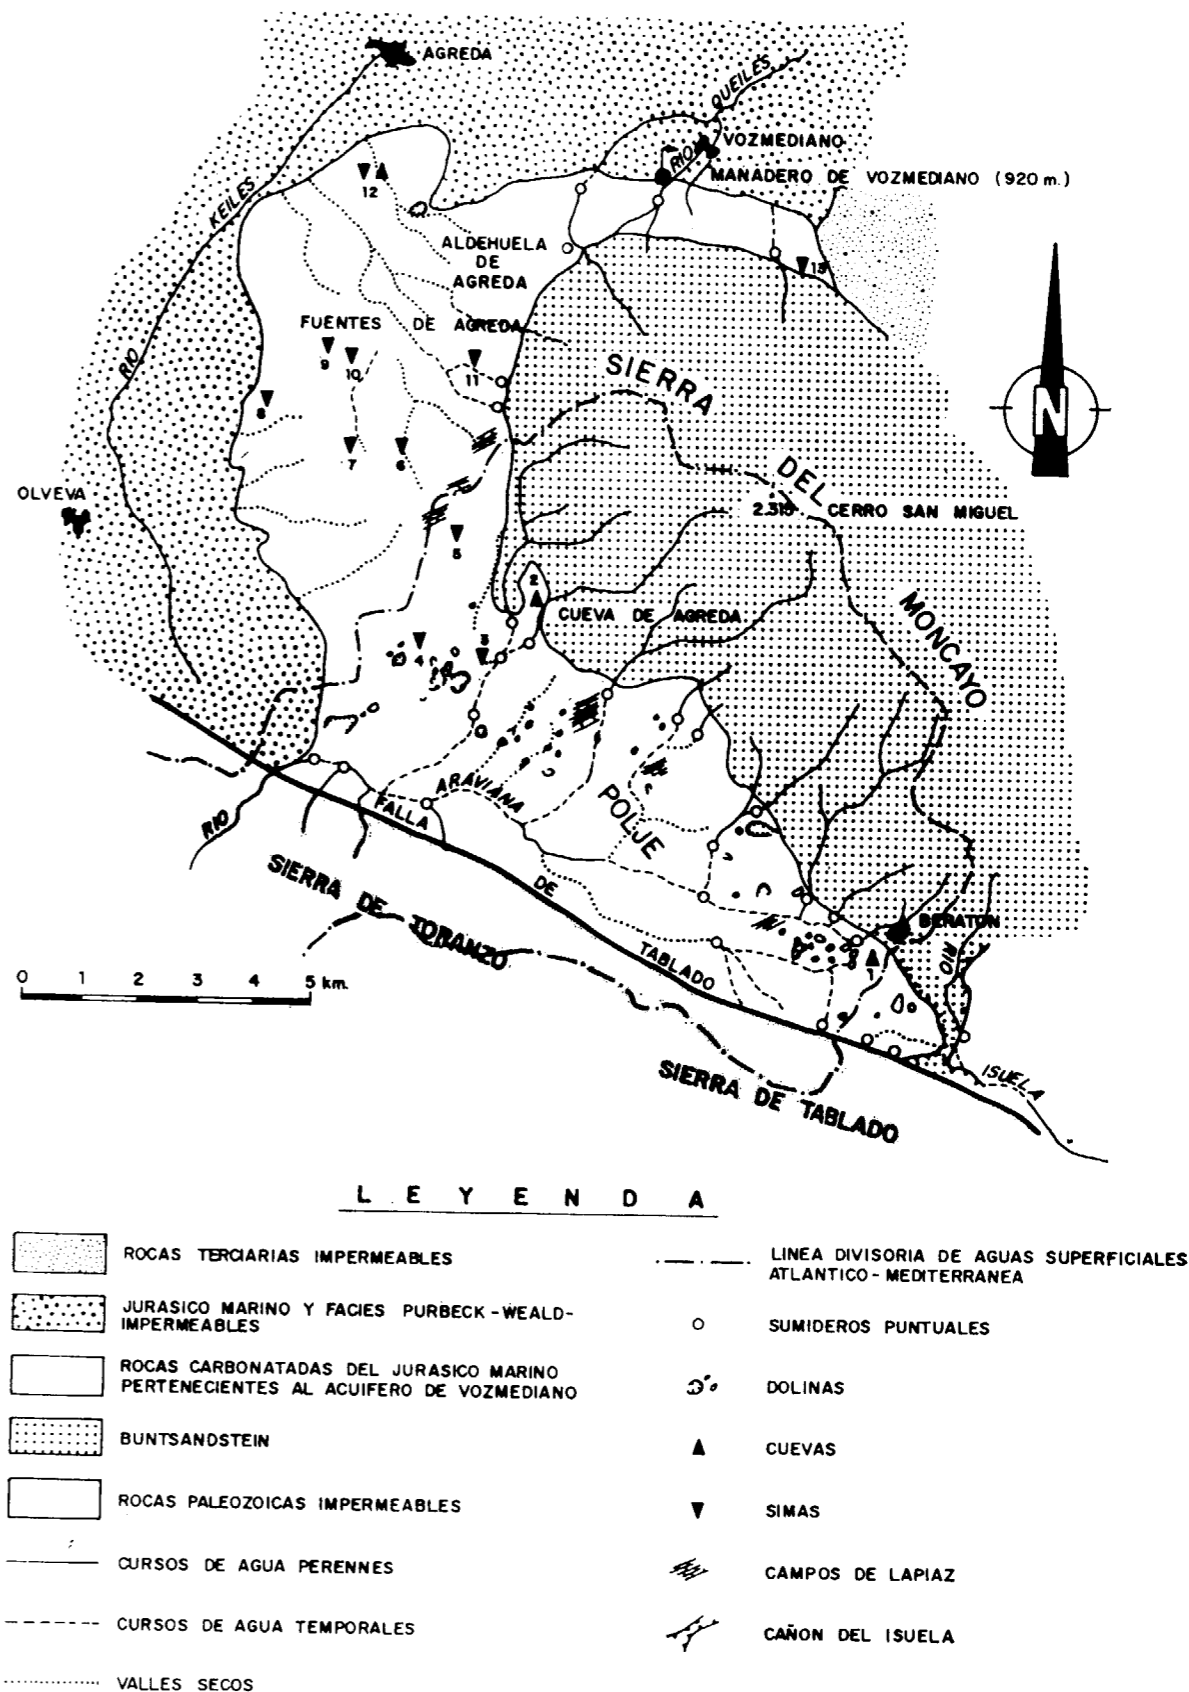 AGREDA
QUEILES
RIO
VOZMEDIANO
MANADERO DE VOZMEDIANO (920 m.)
12
KEILES
RIO
ALDEHUELA
DE
AGREDA
13
FUENTES DE AGREDA
9
10
11
8
7
6
SIERRA
DEL
MONCAYO
N
OLVEVA
2.315 CERRO SAN MIGUEL
5
2
CUEVA DE AGREDA
3
4
ARAVIANA
RIO
FALLA
DE
TABLADO
POLJE
BERATON
RIO
ISUELA
1
SIERRA DE TORANZO
SIERRA DE TABLADO
0 1 2 3 4 5 km.
LEYENDA
ROCAS TERCIARIAS IMPERMEABLES
JURASICO MARINO Y FACIES PURBECK-WEALD-
IMPERMEABLES
ROCAS CARBONATADAS DEL JURASICO MARINO
PERTENECIENTES AL ACUIFERO DE VOZMEDIANO
BUNTSANDSTEIN
ROCAS PALEOZOICAS IMPERMEABLES
CURSOS DE AGUA PERENNES
CURSOS DE AGUA TEMPORALES
VALLES SECOS
LINEA DIVISORIA DE AGUAS SUPERFICIALES
ATLANTICO-MEDITERRANEA
SUMIDEROS PUNTUALES
DOLINAS
CUEVAS
SIMAS
CAMPOS DE LAPIAZ
CAÑON DEL ISUELA